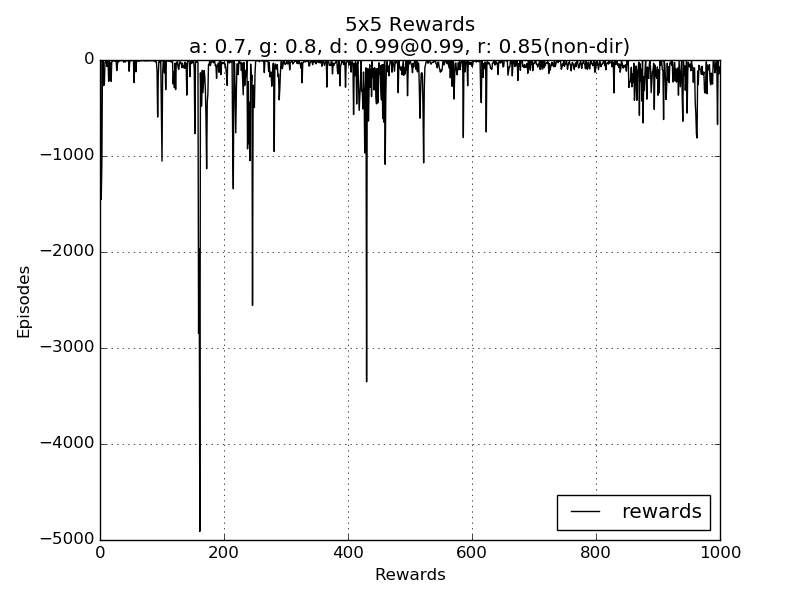 5x5 Rewards
a: 0.7, g: 0.8, d: 0.99@0.99, r: 0.85(non-dir)
0
−1000
−2000
−3000
−4000
−5000
Episodes
rewards
0 200 400 600 800 1000
Rewards